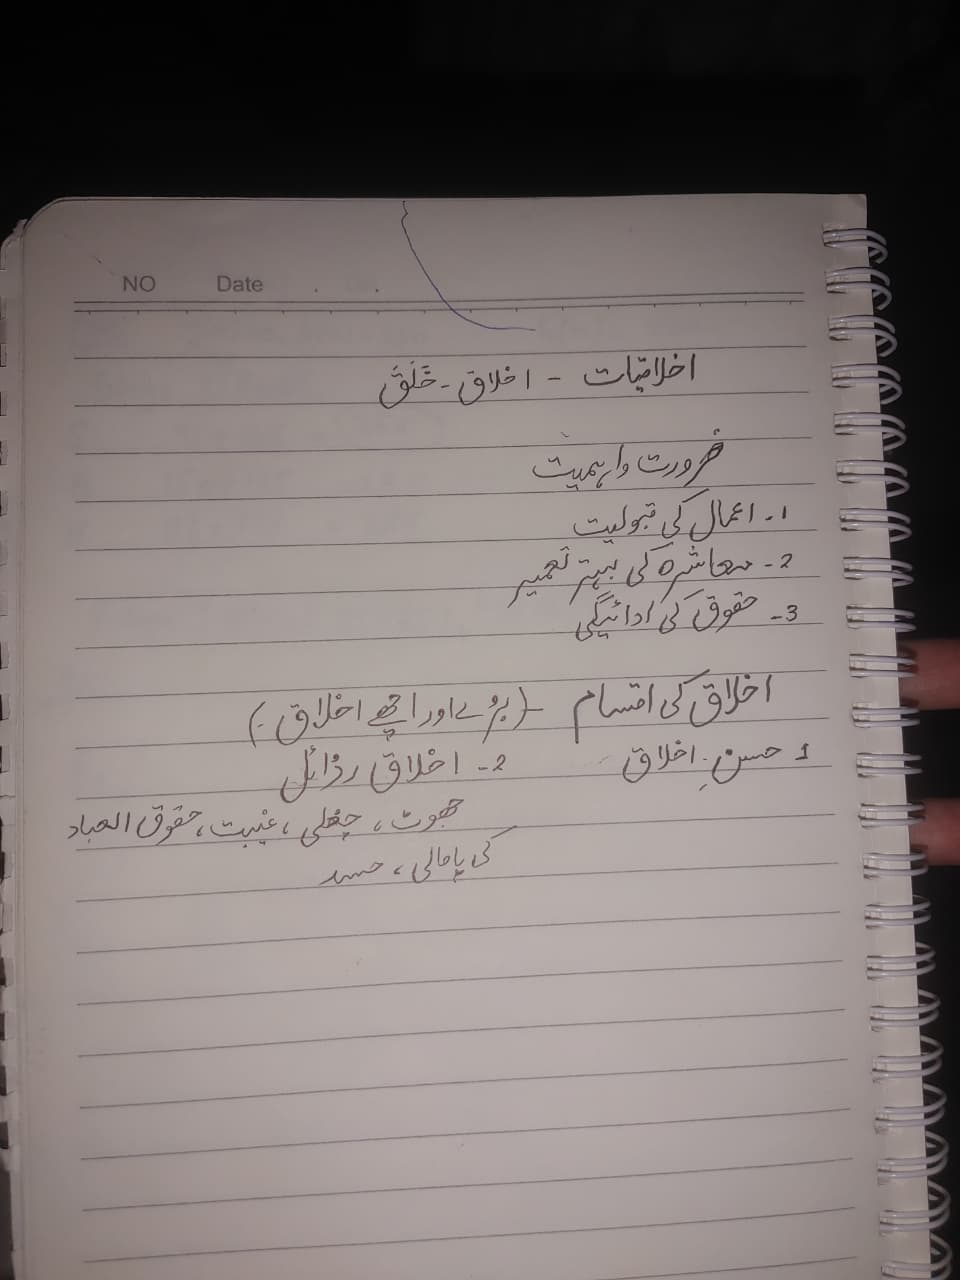 NO Date
اخلاقیات - اخلاق - خَلَقَ
ضرورت و اہمیت
1- اعمال کی قبولیت
2- معاشرہ کی بہتر تعمیر
3- حقوق کی ادائیگی
اخلاق کی اقسام - (برے اور اچھے اخلاق)
1 حسنِ اخلاق 2- اخلاق رذائل
جھوٹ، چغلی، غیبت، حقوق العباد
کی پامالی، حسد